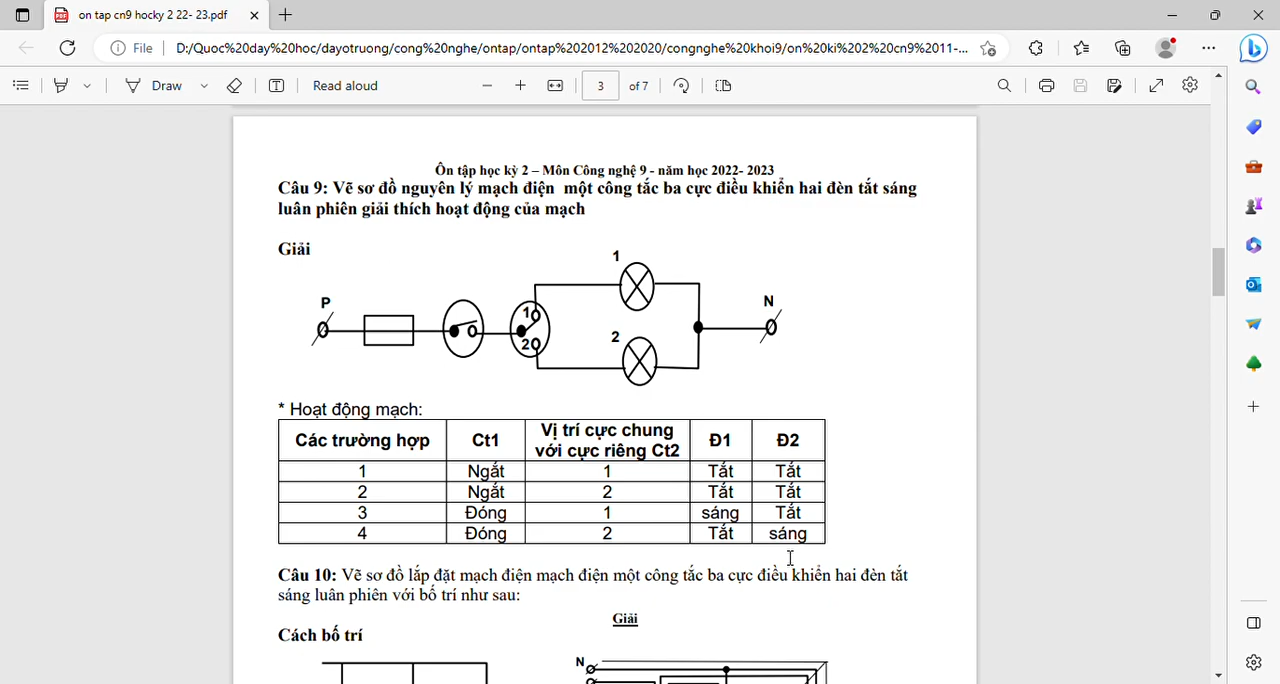 on tap cn9 hocky 2 22- 23.pdf
File D:/Quoc%20day%20hoc/dayotruong/cong%20nghe/ontap/ontap%202012%202020/congnghe%20khoi9/on%20ki%202%20cn9%2011-...
Draw Read aloud 3 of 7
Ôn tập học kỳ 2 – Môn Công nghệ 9 - năm học 2022- 2023
Câu 9: Vẽ sơ đồ nguyên lý mạch điện một công tắc ba cực điều khiển hai đèn tắt sáng
luân phiên giải thích hoạt động của mạch
Giải
1
P N
1
2 2
* Hoạt động mạch:
Các trường hợp Ct1 Vị trí cực chung với cực riêng Ct2 Đ1 Đ2
1 Ngắt 1 Tắt Tắt
2 Ngắt 2 Tắt Tắt
3 Đóng 1 sáng Tắt
4 Đóng 2 Tắt sáng
Câu 10: Vẽ sơ đồ lắp đặt mạch điện mạch điện một công tắc ba cực điều khiển hai đèn tắt
sáng luân phiên với bố trí như sau:
Giải
Cách bố trí
N